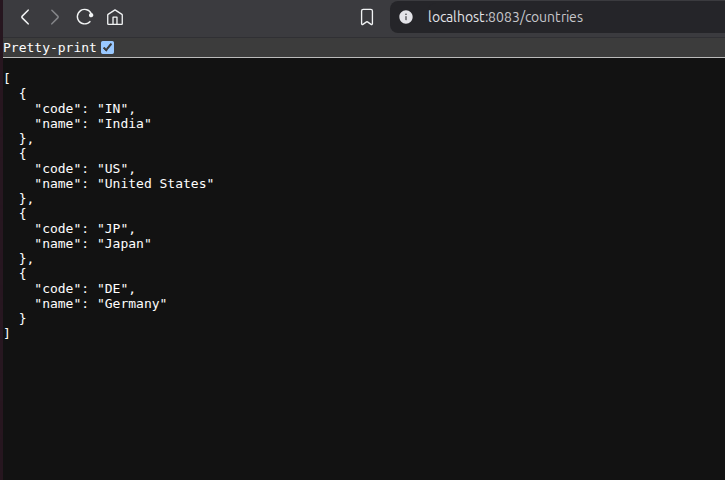 localhost:8083/countries
Pretty-print
[
  {
    "code": "IN",
    "name": "India"
  },
  {
    "code": "US",
    "name": "United States"
  },
  {
    "code": "JP",
    "name": "Japan"
  },
  {
    "code": "DE",
    "name": "Germany"
  }
]